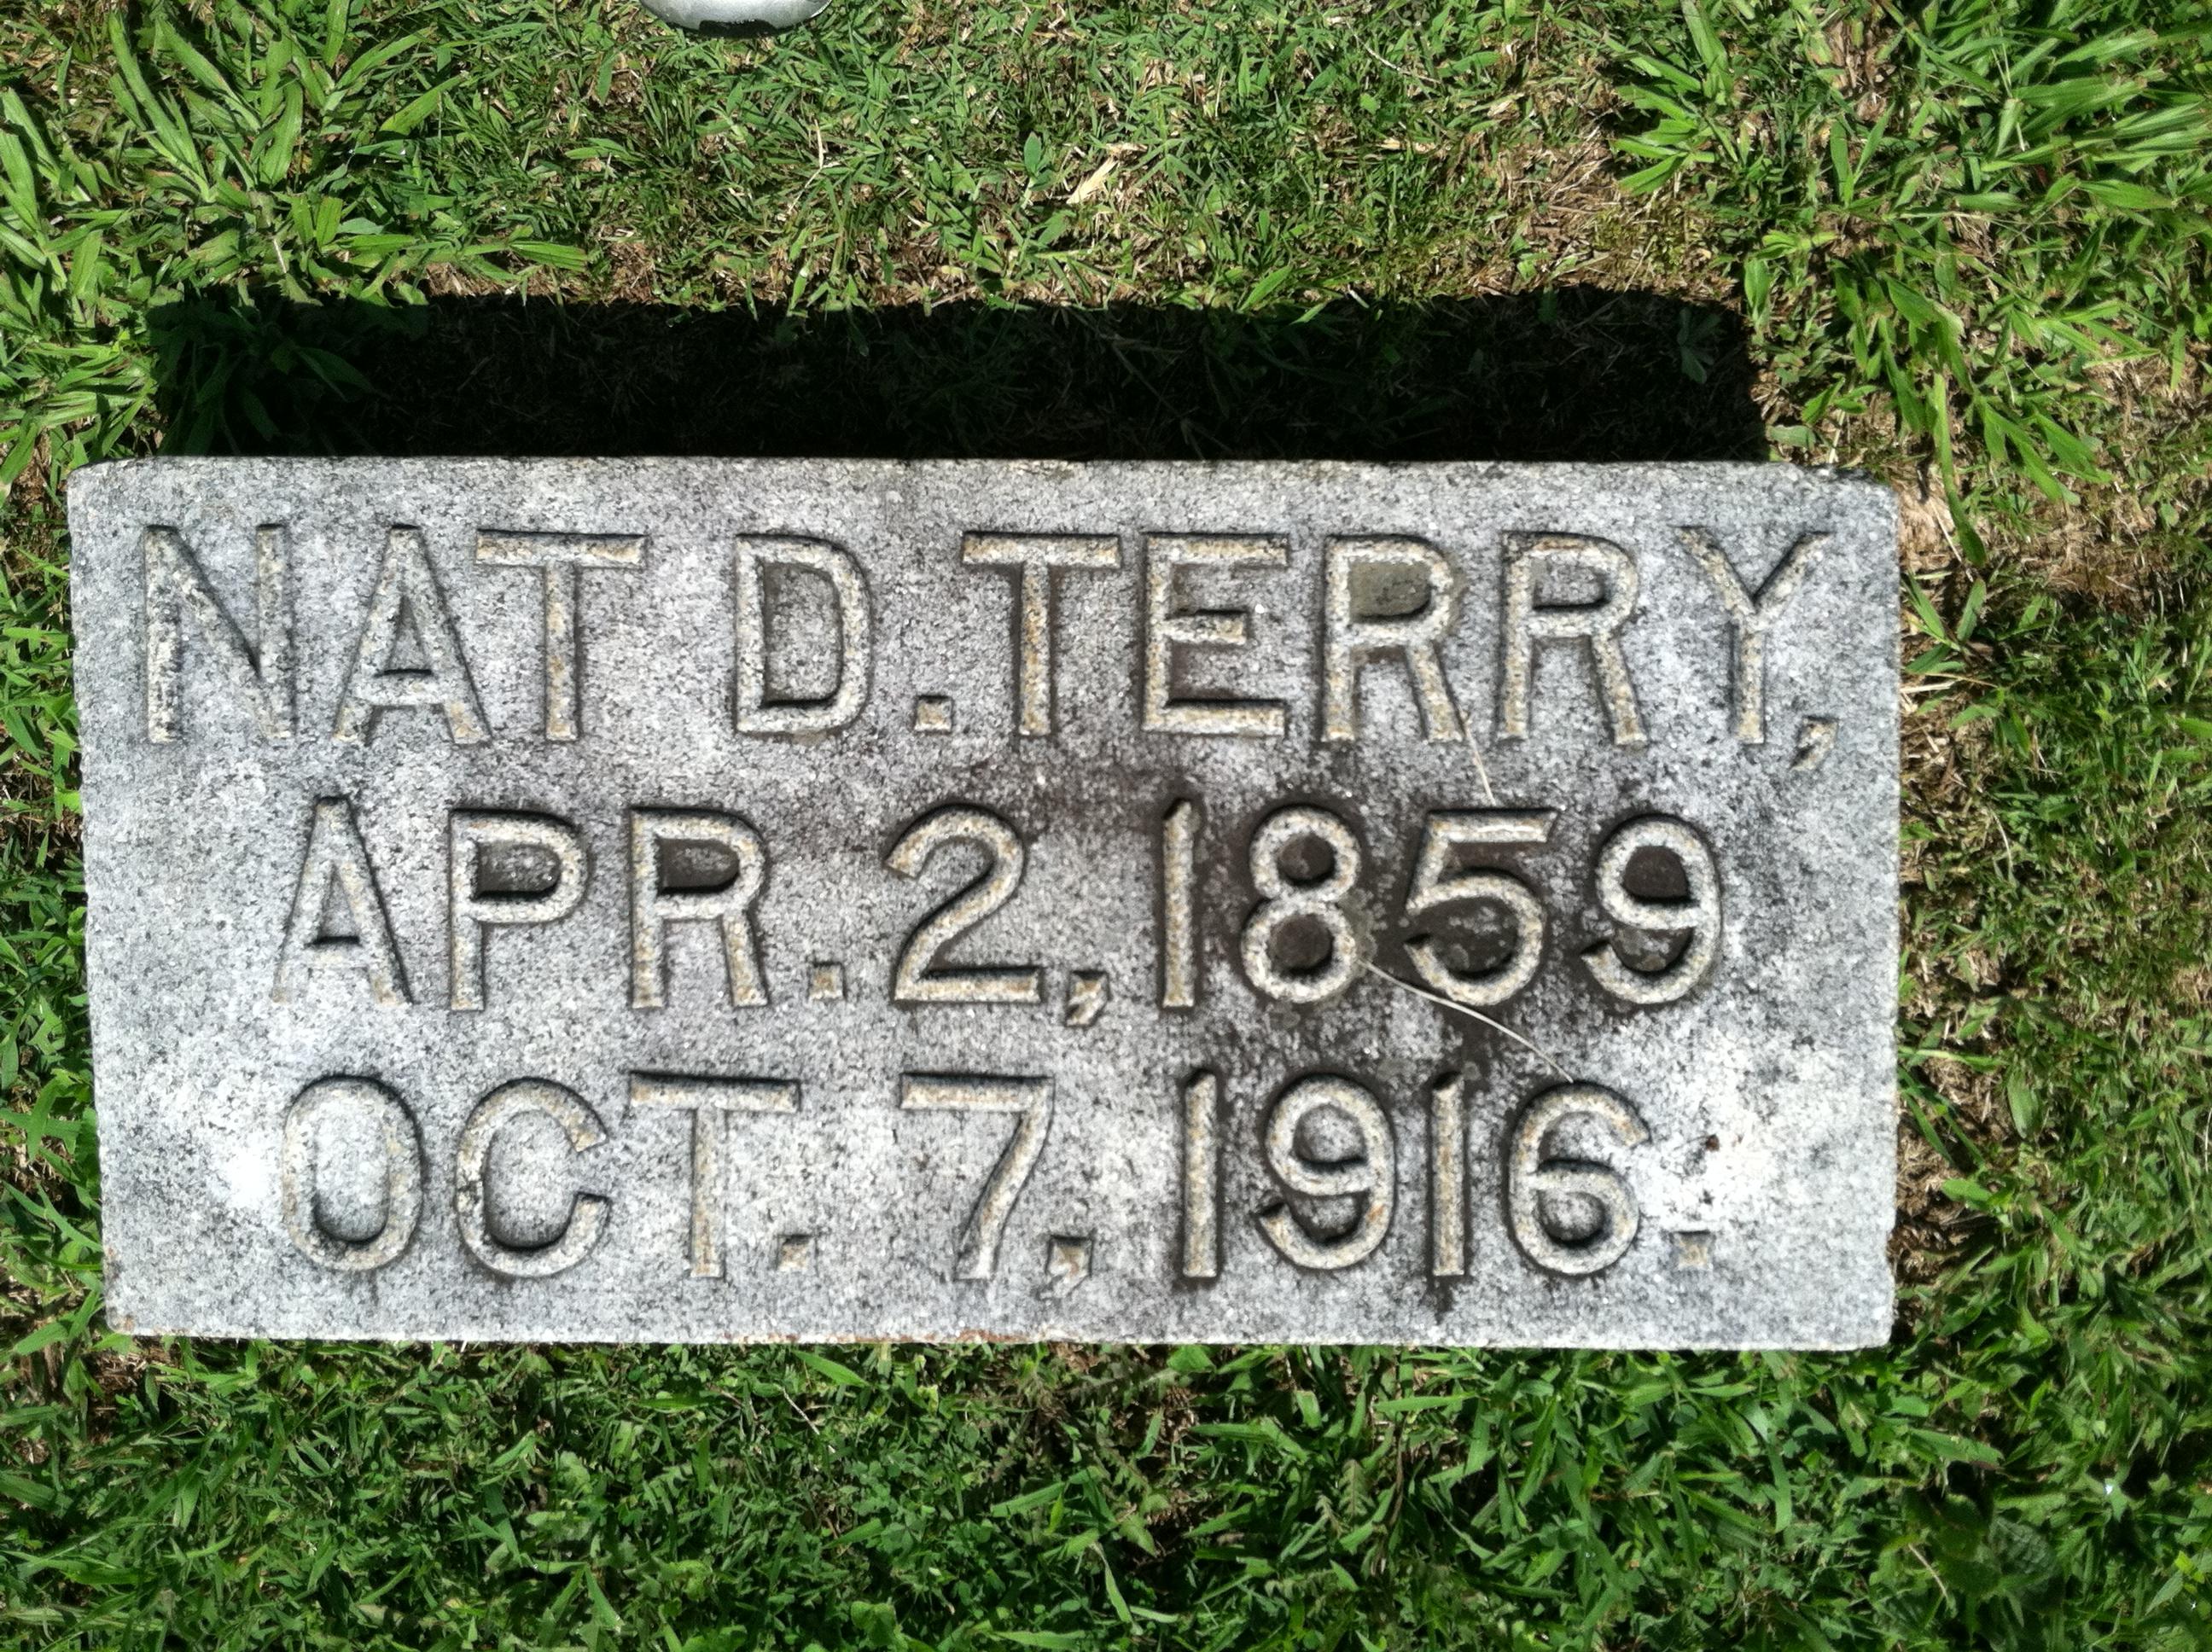 NAT D. TERRY,
APR. 2, 1859
OCT. 7, 1916.